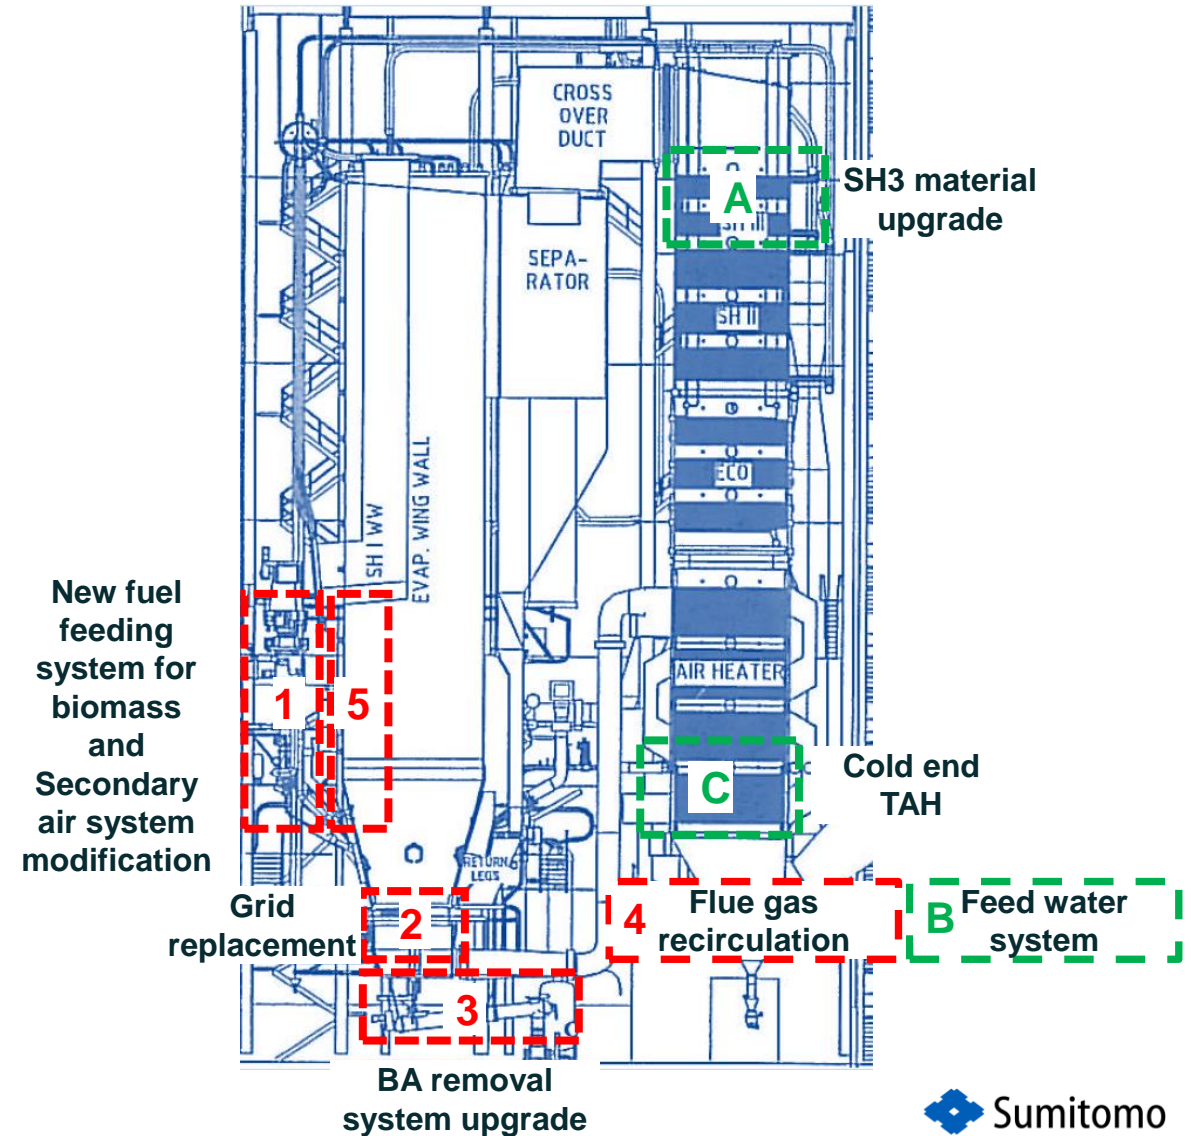 CROSS
OVER
DUCT
A
SH III
SH3 material
upgrade
SEPA-
RATOR
SH II
ECO
SH I WW
EVAP. WING WALL
New fuel
feeding
system for
biomass
and
Secondary
air system
modification
1
5
AIR HEATER
C
Cold end
TAH
RETURN
LEGS
Grid
replacement
2
4
Flue gas
recirculation
B
Feed water
system
3
BA removal
system upgrade
Sumitomo